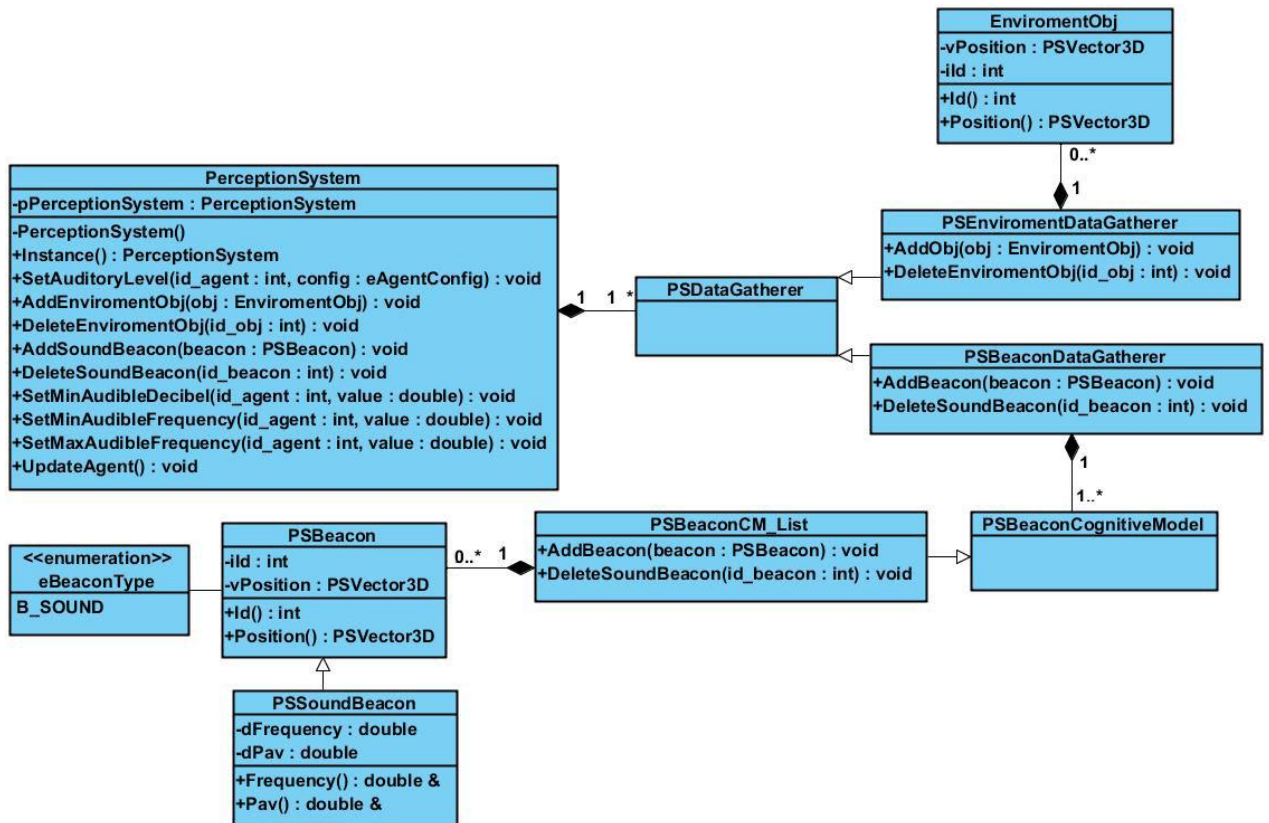 EnviromentObj
-vPosition : PSVector3D
-iId : int
+Id() : int
+Position() : PSVector3D
0..*
1
PerceptionSystem
-pPerceptionSystem : PerceptionSystem
-PerceptionSystem()
+Instance() : PerceptionSystem
+SetAuditoryLevel(id_agent : int, config : eAgentConfig) : void
+AddEnviromentObj(obj : EnviromentObj) : void
+DeleteEnviromentObj(id_obj : int) : void
+AddSoundBeacon(beacon : PSBeacon) : void
+DeleteSoundBeacon(id_beacon : int) : void
+SetMinAudibleDecibel(id_agent : int, value : double) : void
+SetMinAudibleFrequency(id_agent : int, value : double) : void
+SetMaxAudibleFrequency(id_agent : int, value : double) : void
+UpdateAgent() : void
1 1 *
PSDataGatherer
PSEnviromentDataGatherer
+AddObj(obj : EnviromentObj) : void
+DeleteEnviromentObj(id_obj : int) : void
PSBeaconDataGatherer
+AddBeacon(beacon : PSBeacon) : void
+DeleteSoundBeacon(id_beacon : int) : void
1
1..*
<<enumeration>>
eBeaconType
B_SOUND
PSBeacon
-iId : int
-vPosition : PSVector3D
+Id() : int
+Position() : PSVector3D
0..* 1
PSBeaconCM_List
+AddBeacon(beacon : PSBeacon) : void
+DeleteSoundBeacon(id_beacon : int) : void
PSBeaconCognitiveModel
PSSoundBeacon
-dFrequency : double
-dPav : double
+Frequency() : double &
+Pav() : double &